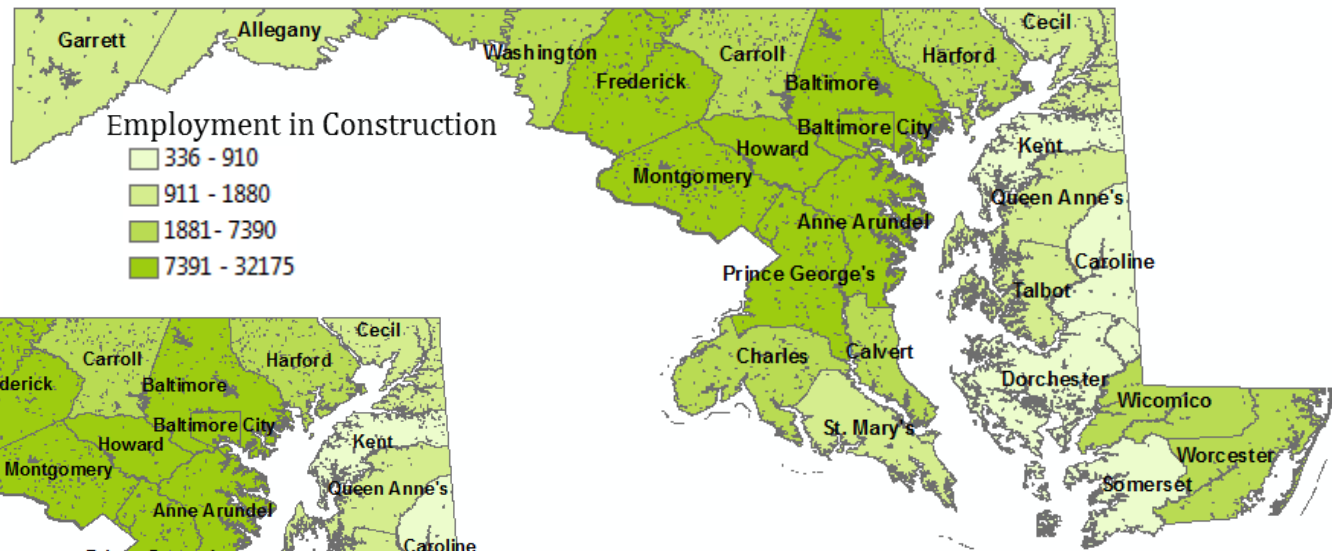 Garrett
Allegany
Washington
Frederick
Carroll
Baltimore
Harford
Cecil
Baltimore City
Howard
Montgomery
Kent
Queen Anne's
Anne Arundel
Caroline
Prince George's
Talbot
Charles
Calvert
Dorchester
Wicomico
St. Mary's
Worcester
Somerset
Employment in Construction
336 - 910
911 - 1880
1881- 7390
7391 - 32175
Cecil
Carroll
Harford
derick
Baltimore
Baltimore City
Howard
Kent
Montgomery
Queen Anne's
Anne Arundel
Caroline